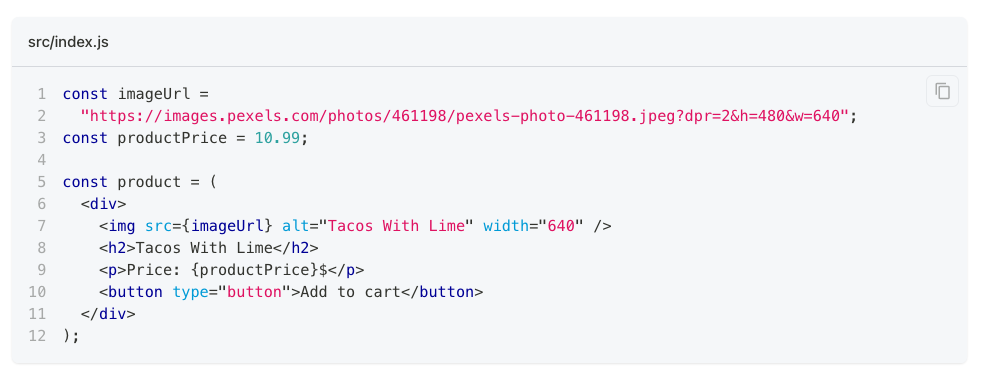 src/index.js
1 const imageUrl =
2   "https://images.pexels.com/photos/461198/pexels-photo-461198.jpeg?dpr=2&h=480&w=640";
3 const productPrice = 10.99;
4
5 const product = (
6   <div>
7     <img src={imageUrl} alt="Tacos With Lime" width="640" />
8     <h2>Tacos With Lime</h2>
9     <p>Price: {productPrice}$</p>
10     <button type="button">Add to cart</button>
11   </div>
12 );